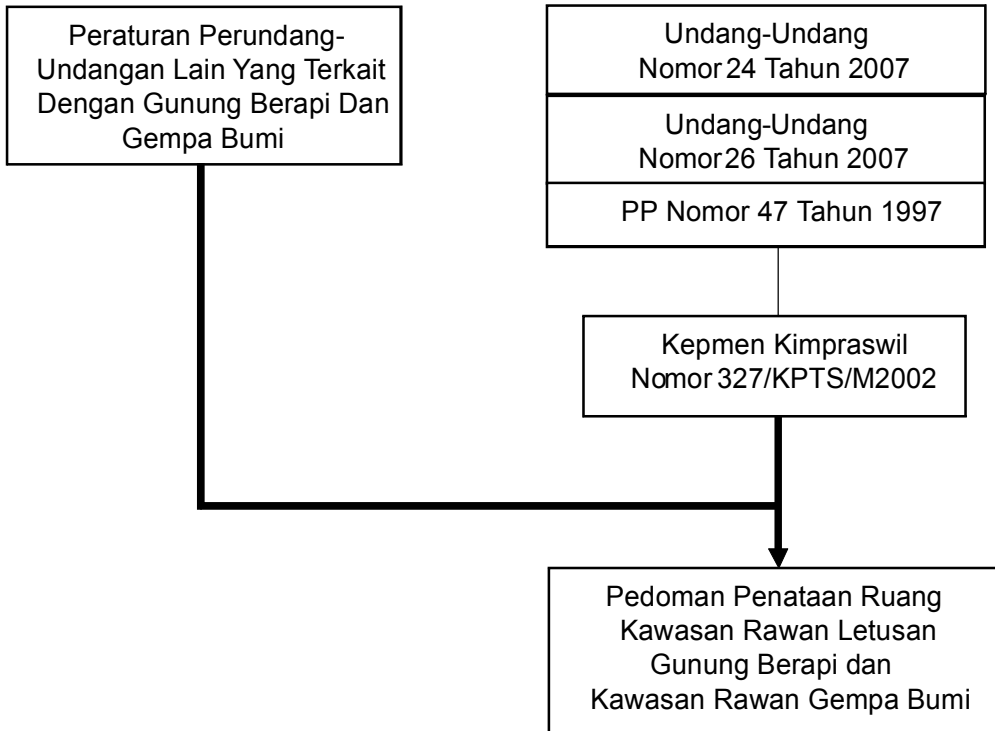 Peraturan Perundang-
Undangan Lain Yang Terkait
Dengan Gunung Berapi Dan
Gempa Bumi
Undang-Undang
Nomor 24 Tahun 2007
Undang-Undang
Nomor 26 Tahun 2007
PP Nomor 47 Tahun 1997
Kepmen Kimpraswil
Nomor 327/KPTS/M2002
Pedoman Penataan Ruang
Kawasan Rawan Letusan
Gunung Berapi dan
Kawasan Rawan Gempa Bumi